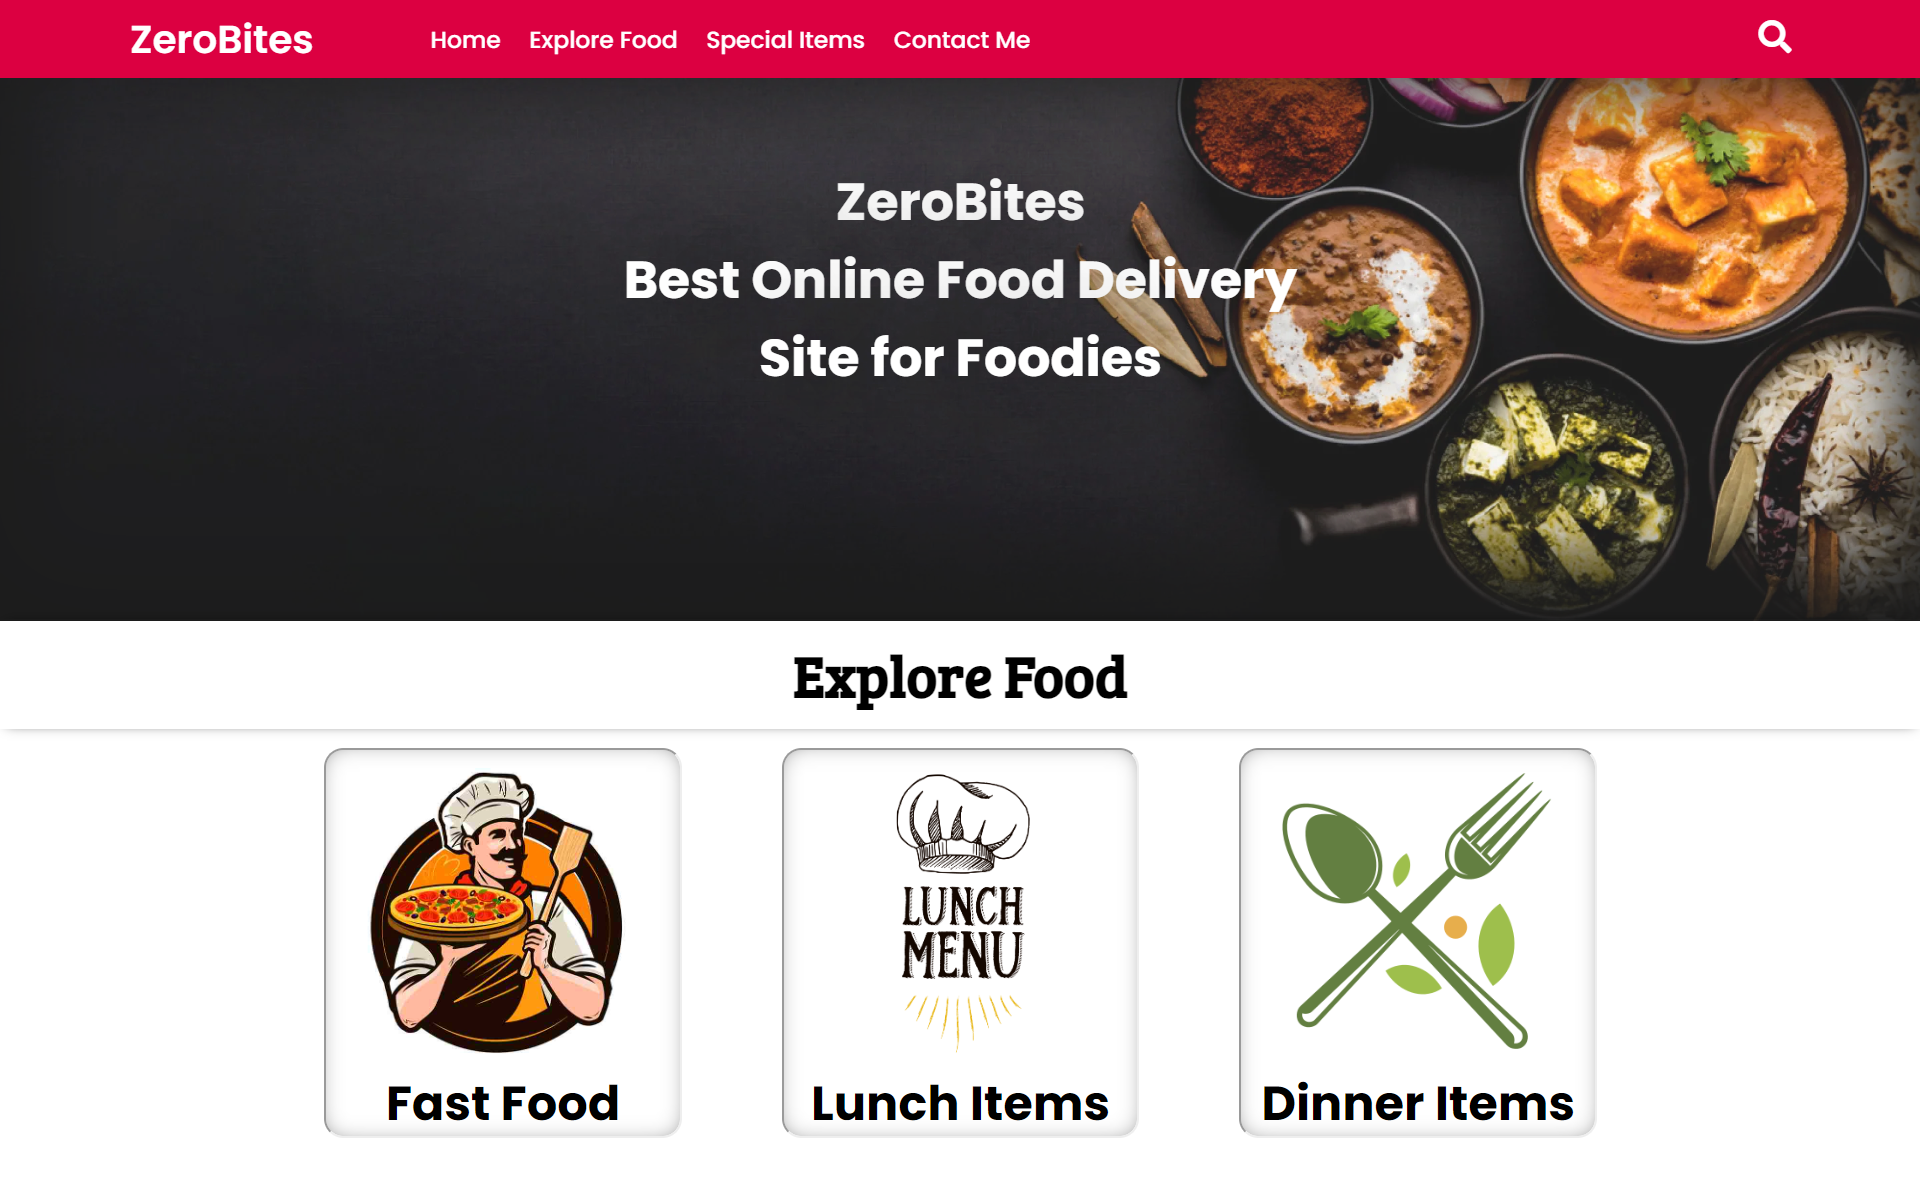 ZeroBites
Home Explore Food Special Items Contact Me
ZeroBites
Best Online Food Delivery
Site for Foodies
Explore Food
LUNCH
MENU
Fast Food
Lunch Items
Dinner Items